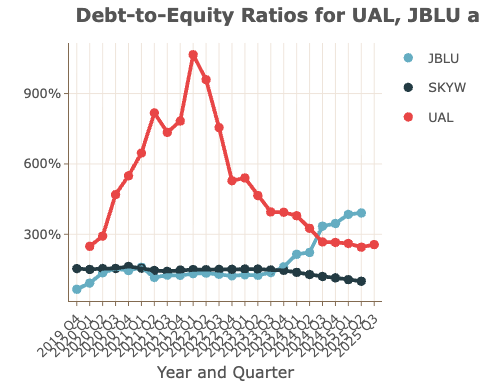 Debt-to-Equity Ratios for UAL, JBLU a
JBLU
SKYW
UAL
900%
600%
300%
2019 Q4
2020 Q1
2020 Q2
2020 Q3
2020 Q4
2021 Q1
2021 Q2
2021 Q3
2021 Q4
2022 Q1
2022 Q2
2022 Q3
2022 Q4
2023 Q1
2023 Q2
2023 Q3
2023 Q4
2024 Q1
2024 Q2
2024 Q3
2024 Q4
2025 Q1
2025 Q2
2025 Q3
Year and Quarter